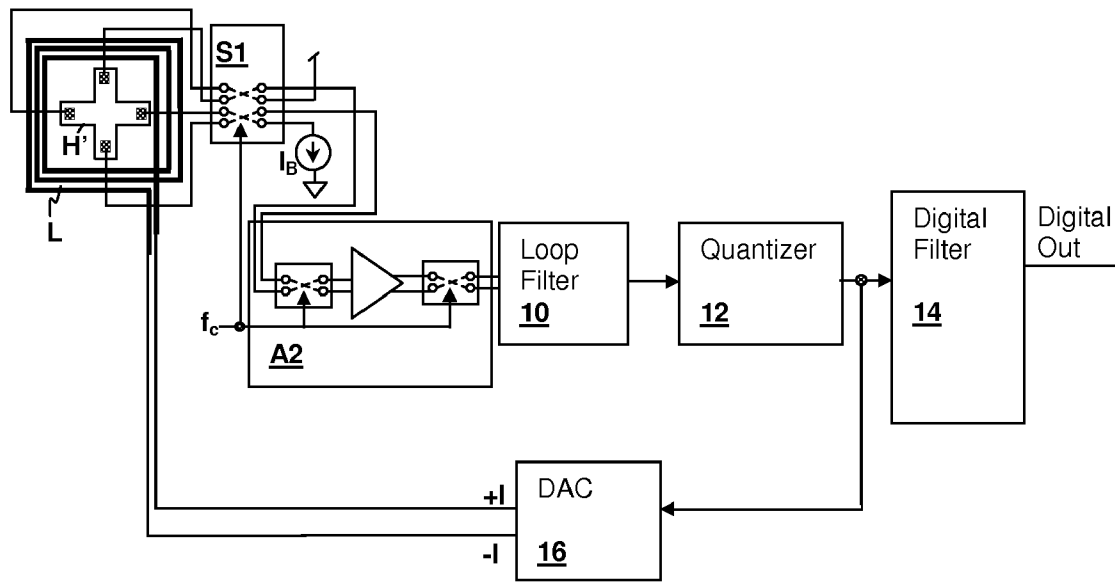 S1
H'
I_B
L
Loop
Filter
10
Quantizer
12
Digital
Filter
14
Digital
Out
f_c
A2
+I
-I
DAC
16